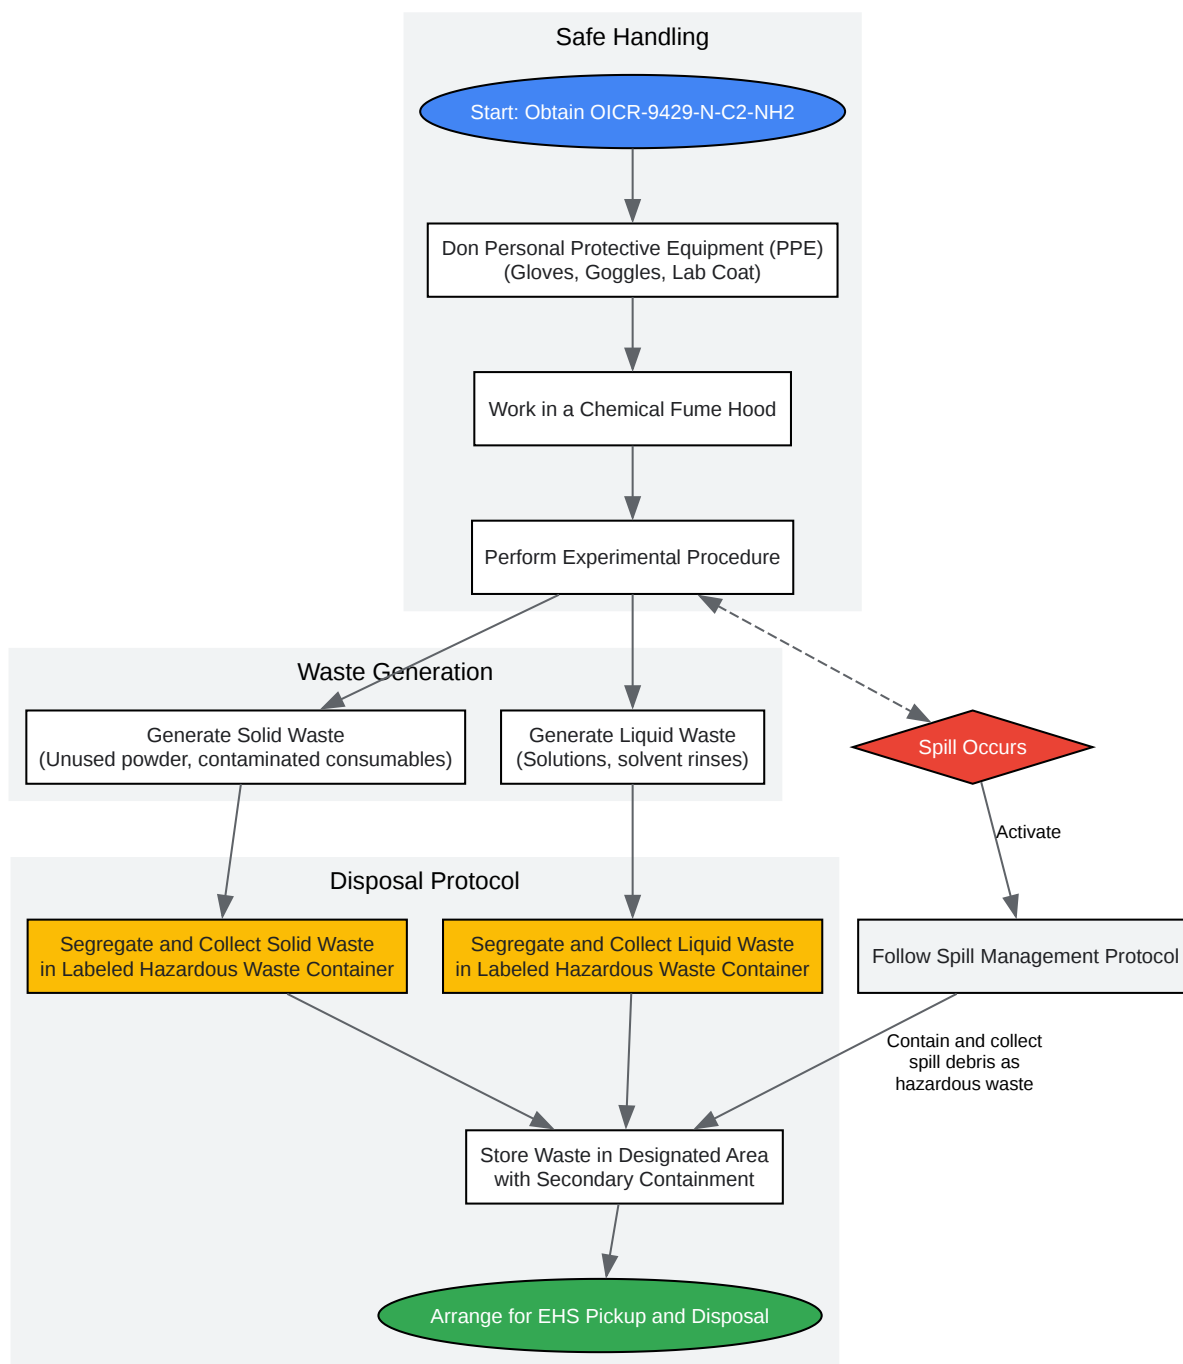 Safe Handling
Start: Obtain OICR-9429-N-C2-NH2
Don Personal Protective Equipment (PPE)
(Gloves, Goggles, Lab Coat)
Work in a Chemical Fume Hood
Perform Experimental Procedure
Waste Generation
Generate Solid Waste
(Unused powder, contaminated consumables)
Generate Liquid Waste
(Solutions, solvent rinses)
Spill Occurs
Activate
Disposal Protocol
Segregate and Collect Solid Waste
in Labeled Hazardous Waste Container
Segregate and Collect Liquid Waste
in Labeled Hazardous Waste Container
Follow Spill Management Protocol
Contain and collect
spill debris as
hazardous waste
Store Waste in Designated Area
with Secondary Containment
Arrange for EHS Pickup and Disposal